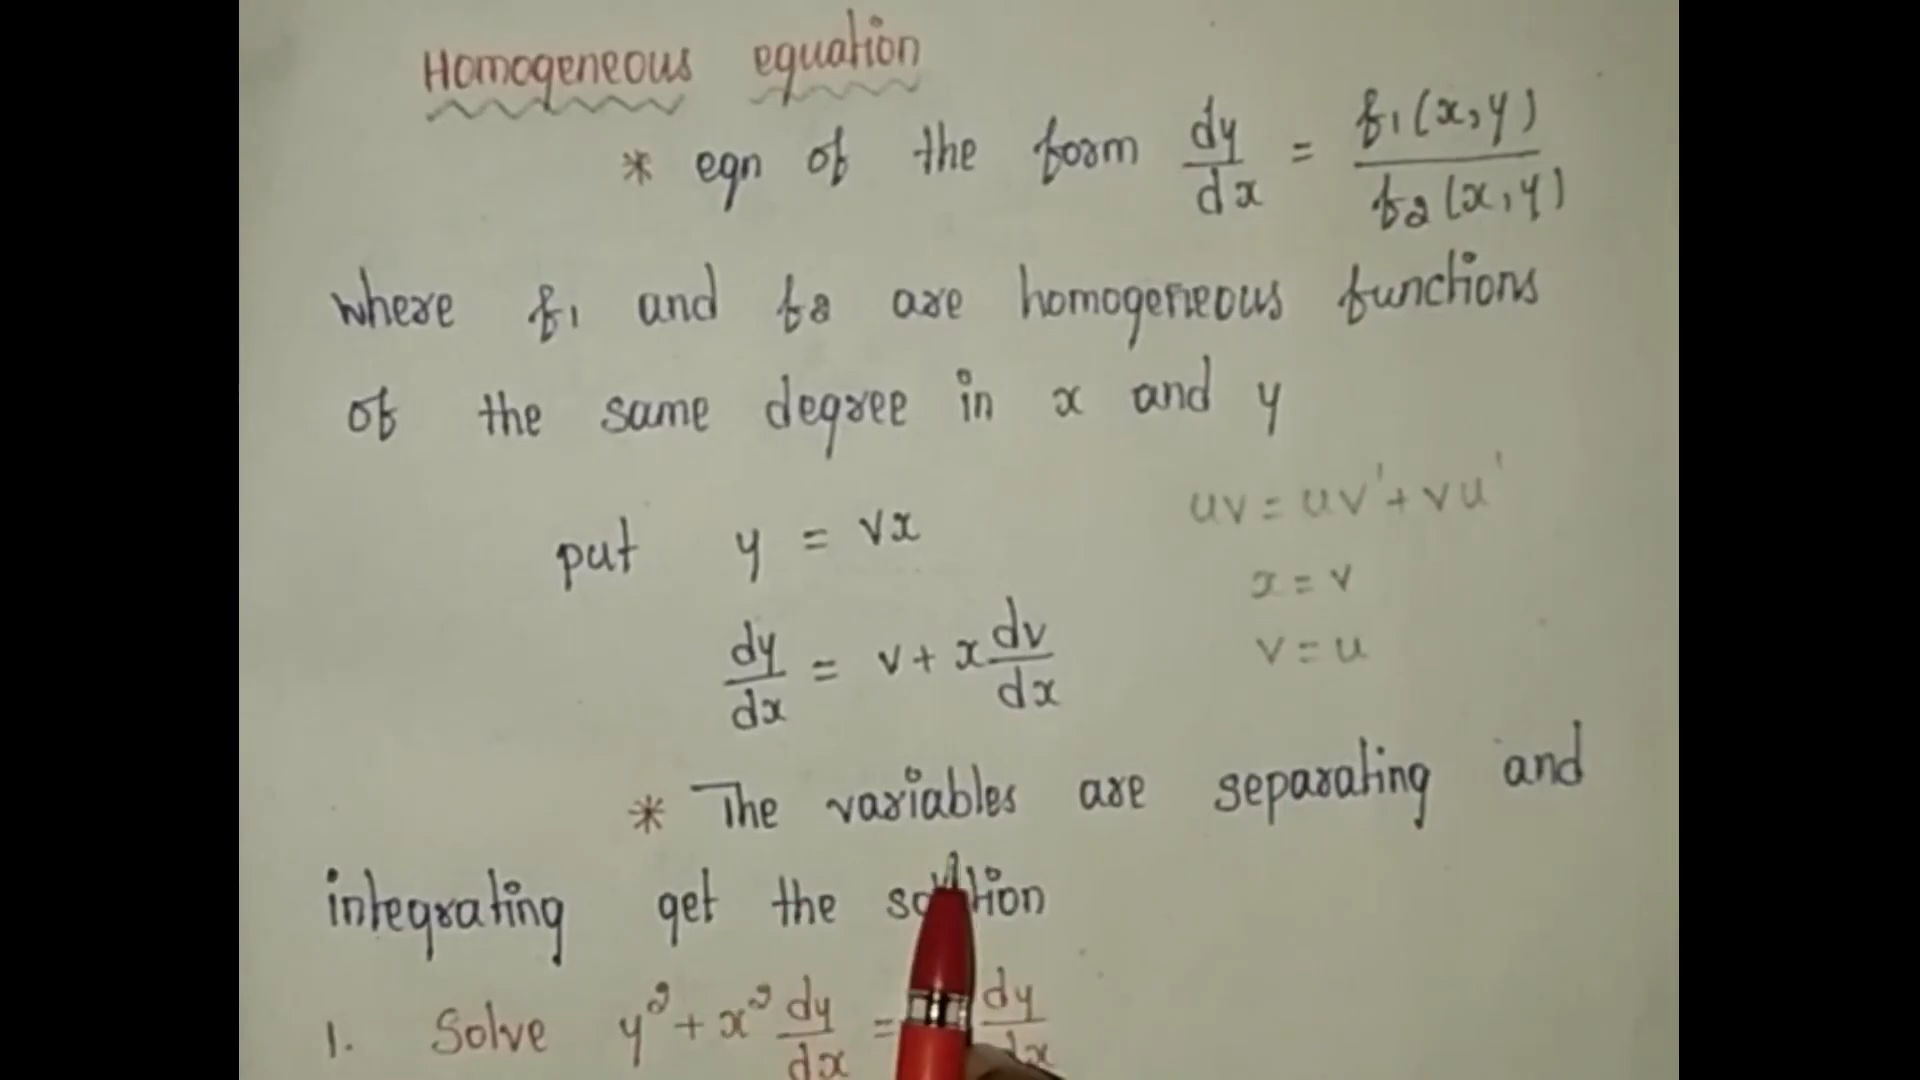 Homogeneous equation
* eqn of the form dy/dx = f1(x,y)/f2(x,y)
where f1 and f2 are homogeneous functions
of the same degree in x and y
put y = vx
uv = uv' + vu'
x = v
v = u
dy/dx = v + x dv/dx
* The variables are separating and
integrating get the
1. Solve y² + x² dy/dx = dy/dx